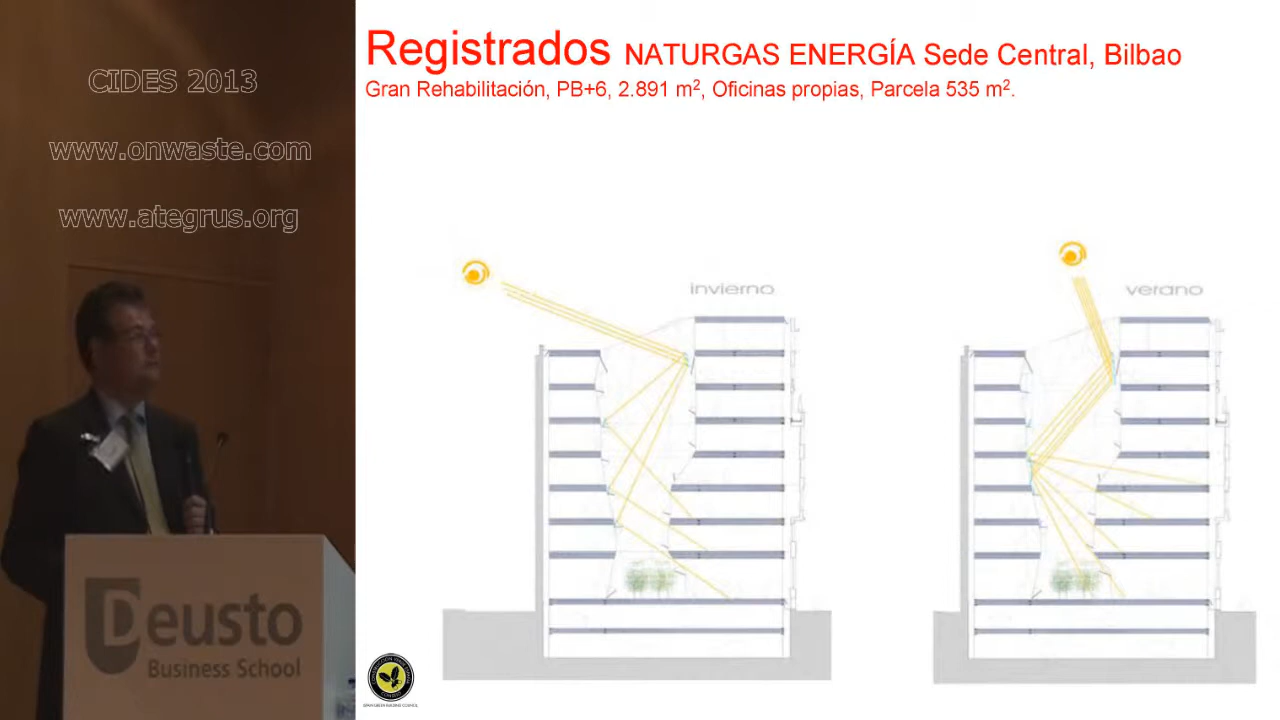 CIDES 2013
www.onwaste.com
www.ategrus.org
Registrados NATURGAS ENERGÍA Sede Central, Bilbao
Gran Rehabilitación, PB+6, 2.891 m², Oficinas propias, Parcela 535 m².
invierno
verano
Deusto
Business School